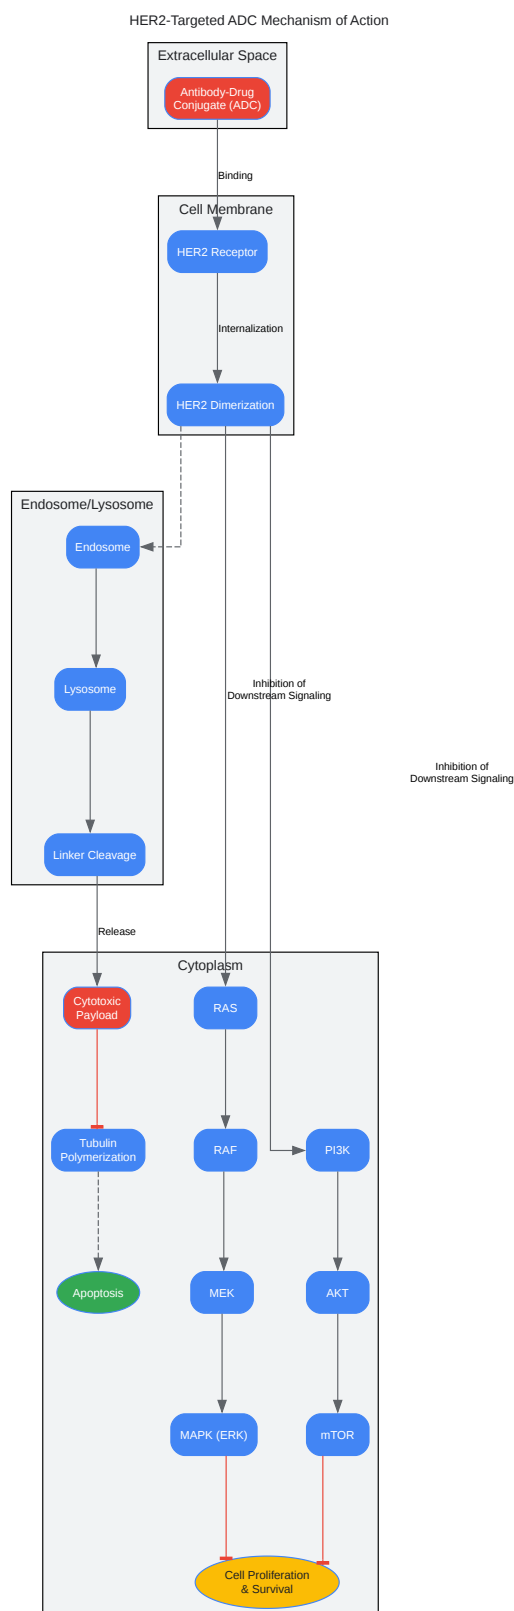 HER2-Targeted ADC Mechanism of Action
Extracellular Space
Antibody-Drug
Conjugate (ADC)
Binding
Cell Membrane
HER2 Receptor
Internalization
HER2 Dimerization
Endosome/Lysosome
Endosome
Lysosome
Inhibition of
Downstream Signaling
Inhibition of
Downstream Signaling
Linker Cleavage
Release
Cytoplasm
Cytotoxic
Payload
RAS
Tubulin
Polymerization
RAF
PI3K
Apoptosis
MEK
AKT
MAPK (ERK)
mTOR
Cell Proliferation
& Survival